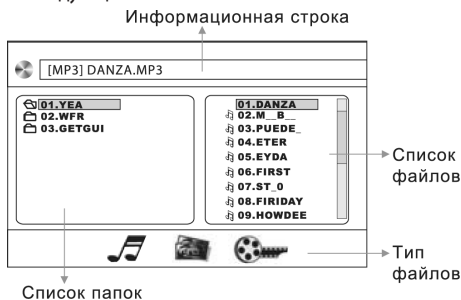 Информационная строка
[MP3] DANZA.MP3
01.YEA
02.WFR
03.GETGUI
01.DANZA
02.M__B__
03.PUEDE_
04.ETER
05.EYDA
06.FIRST
07.ST_0
08.FIRIDAY
09.HOWDEE
Список
файлов
Тип
файлов
Список папок